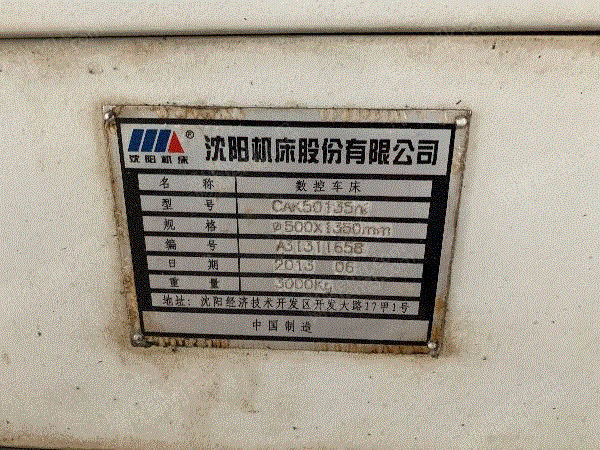 沈阳机床 ® 沈阳机床股份有限公司
名 称 数控车床
型 号 CAK50135ni
规 格 ø500X1350mm
编 号 A31311658
日 期 2013 06
重 量 3000Kg
地址: 沈阳经济技术开发区开发大路17甲1号
中国制造